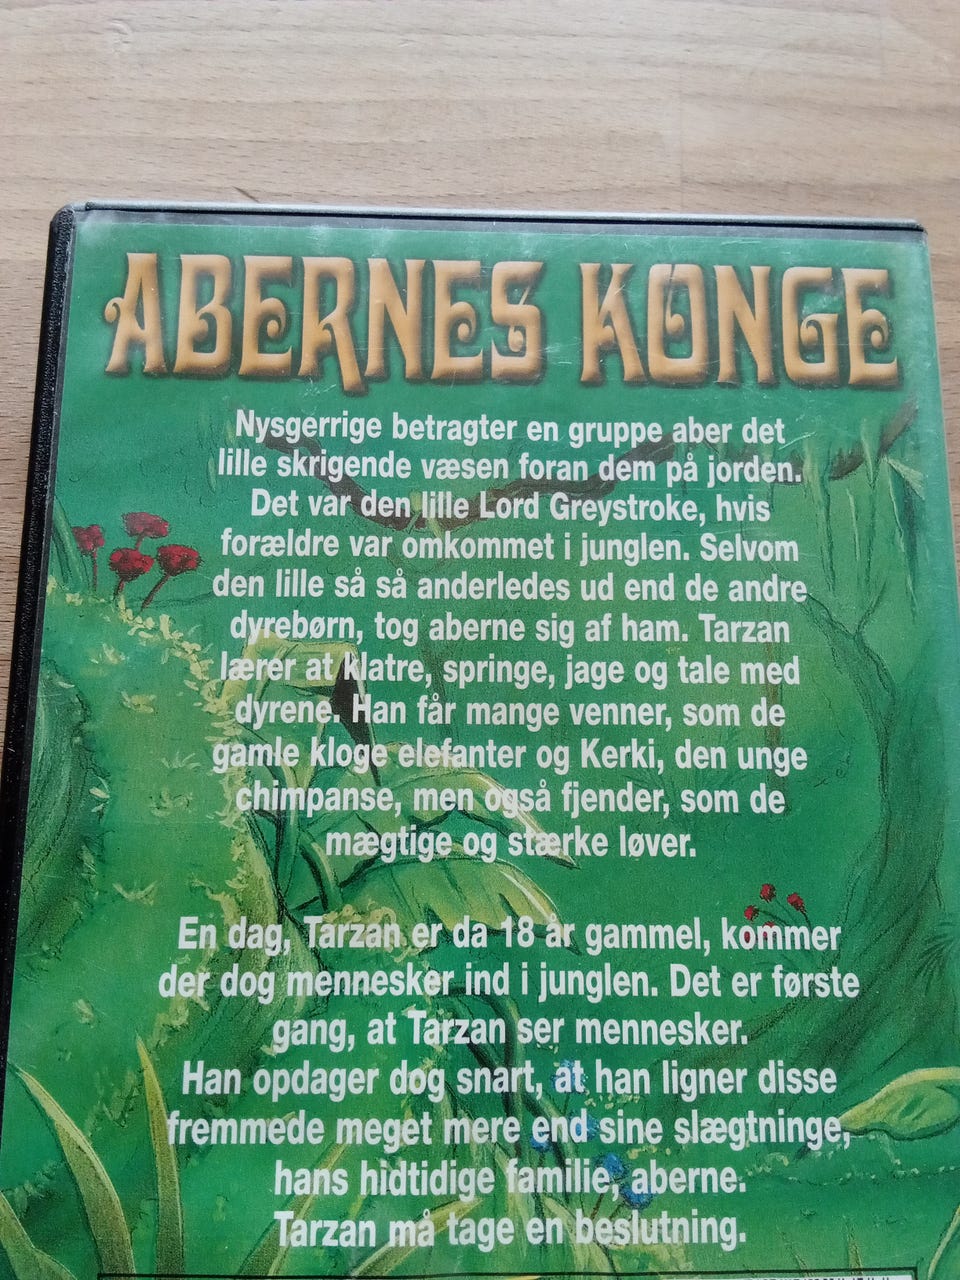 ABERNES KONGE
Nysgerrige betragter en gruppe aber det
lille skrigende væsen foran dem på jorden.
Det var den lille Lord Greystroke, hvis
forældre var omkommet i junglen. Selvom
den lille så så anderledes ud end de andre
dyrebørn, tog aberne sig af ham. Tarzan
lærer at klatre, springe, jage og tale med
dyrene. Han får mange venner, som de
gamle kloge elefanter og Kerki, den unge
chimpanse, men også fjender, som de
mægtige og stærke løver.
En dag, Tarzan er da 18 år gammel, kommer
der dog mennesker ind i junglen. Det er første
gang, at Tarzan ser mennesker.
Han opdager dog snart, at han ligner disse
fremmede meget mere end sine slægtninge,
hans hidtidige familie, aberne.
Tarzan må tage en beslutning.